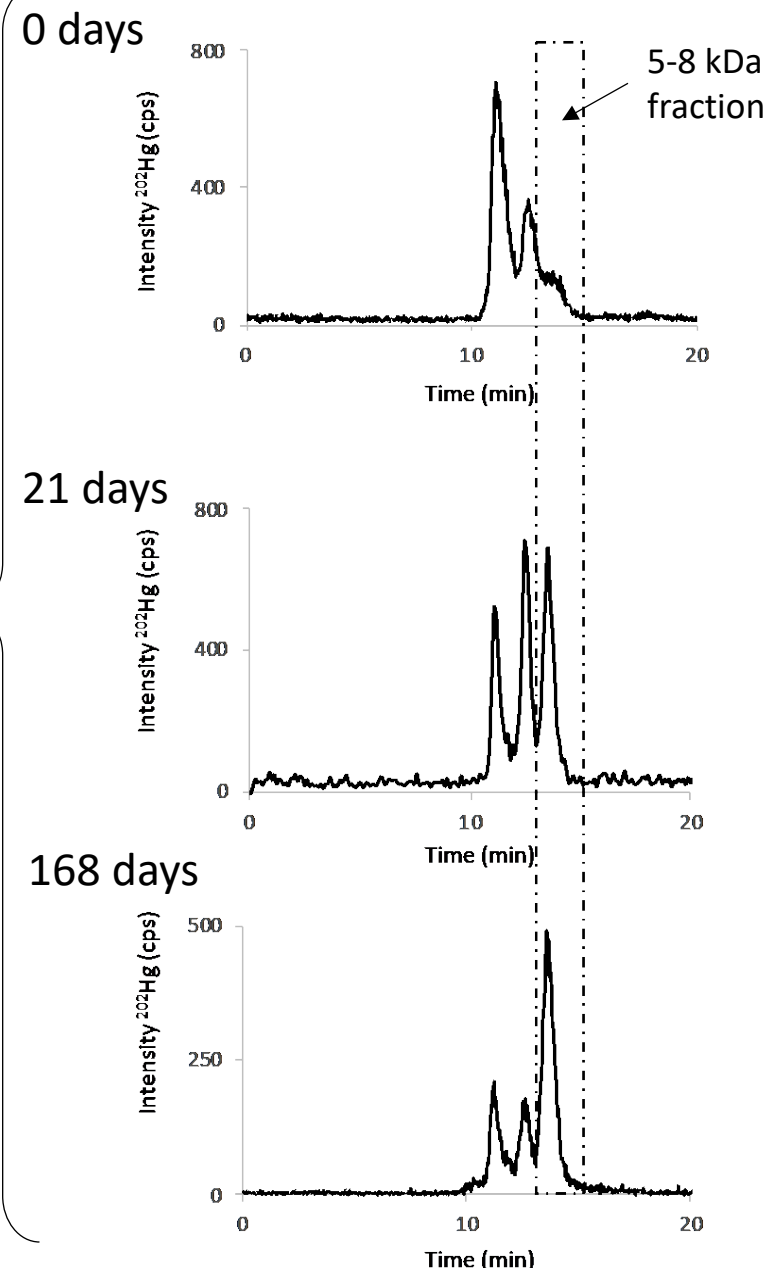 0 days
5-8 kDa
fraction
Intensity ²⁰²Hg (cps)
800
400
0
0
10
20
Time (min)
21 days
Intensity ²⁰²Hg (cps)
800
400
0
0
10
20
Time (min)
168 days
Intensity ²⁰²Hg (cps)
500
250
0
0
10
20
Time (min)